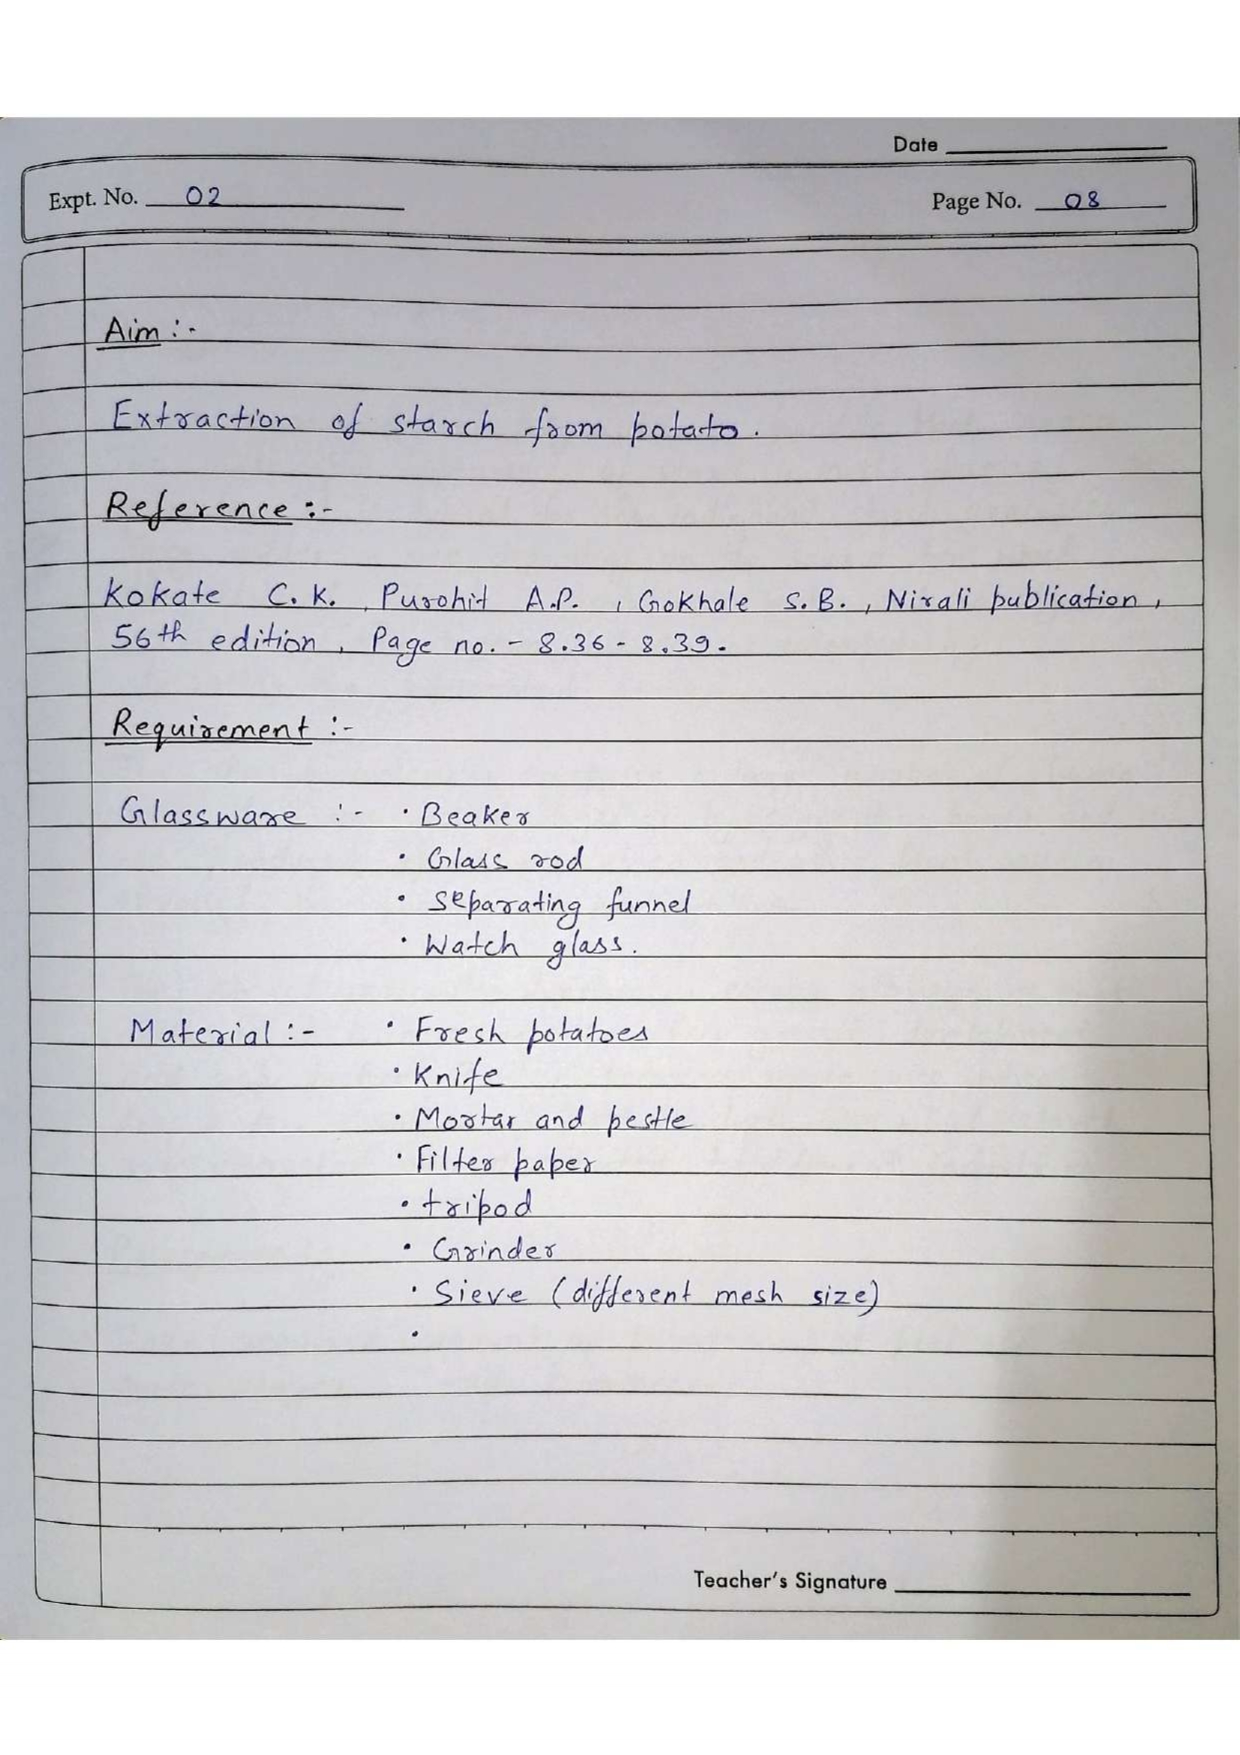 Date
Expt. No. 02
Page No. 08
Aim :-
Extraction of starch from potato.
Reference :-
Kokate C. K. , Purohit A.P. , Gokhale S. B. , Nirali publication ,
56th edition , Page no. - 8.36 - 8.39.
Requirement :-
Glassware :- • Beaker
• Glass rod
• Separating funnel
• Watch glass.
Material :- • Fresh potatoes
• Knife
• Mortar and pestle
• Filter paper
• tripod
• Grinder
• Sieve (different mesh size)
•
Teacher's Signature